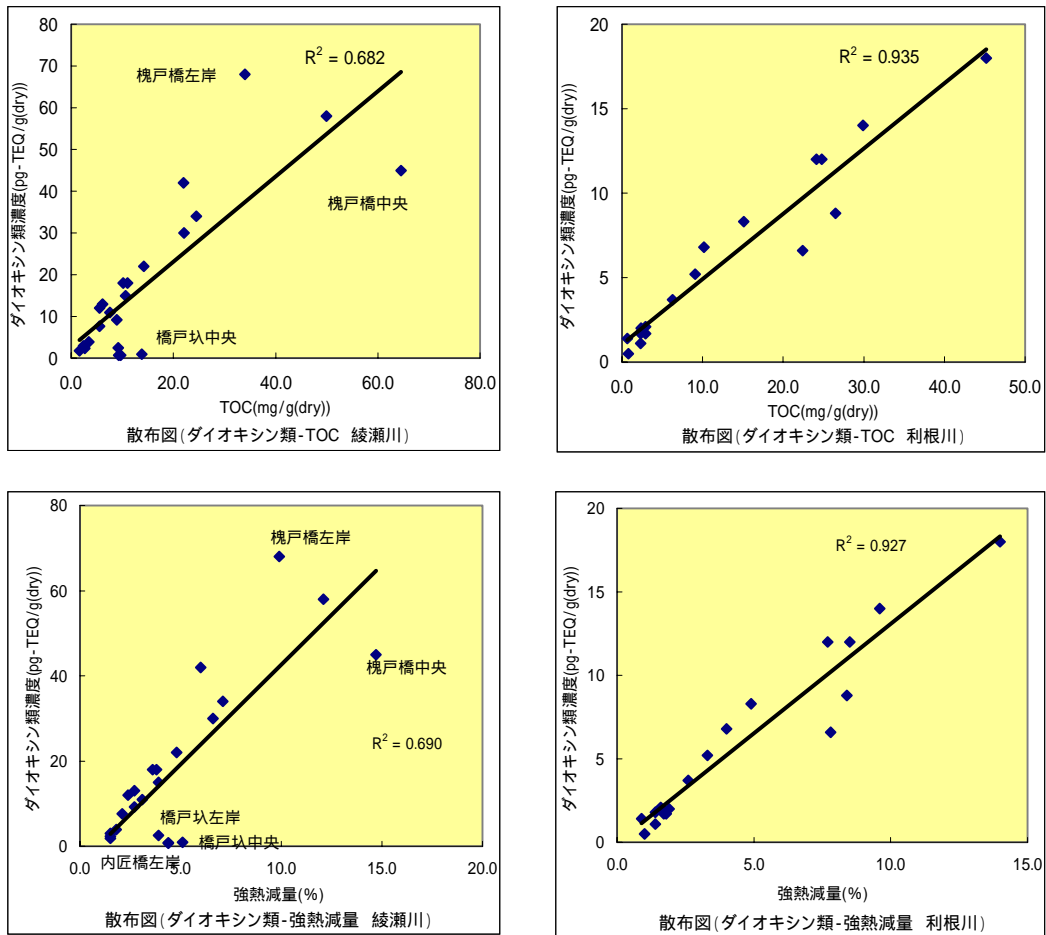 ダイオキシン類濃度(pg-TEQ/g(dry))
80
70
60
50
40
30
20
10
0
R² = 0.682
槐戸橋左岸
槐戸橋中央
橋戸圦中央
0.0 20.0 40.0 60.0 80.0
TOC(mg/g(dry))
散布図(ダイオキシン類-TOC 綾瀬川)
ダイオキシン類濃度(pg-TEQ/g(dry))
20
15
10
5
0
R² = 0.935
0.0 10.0 20.0 30.0 40.0 50.0
TOC(mg/g(dry))
散布図(ダイオキシン類-TOC 利根川)
ダイオキシン類濃度(pg-TEQ/g(dry))
80
60
40
20
0
槐戸橋左岸
槐戸橋中央
R² = 0.690
橋戸圦左岸
橋戸圦中央
内匠橋左岸
0.0 5.0 10.0 15.0 20.0
強熱減量(%)
散布図(ダイオキシン類-強熱減量 綾瀬川)
ダイオキシン類濃度(pg-TEQ/g(dry))
20
15
10
5
0
R² = 0.927
0.0 5.0 10.0 15.0
強熱減量(%)
散布図(ダイオキシン類-強熱減量 利根川)